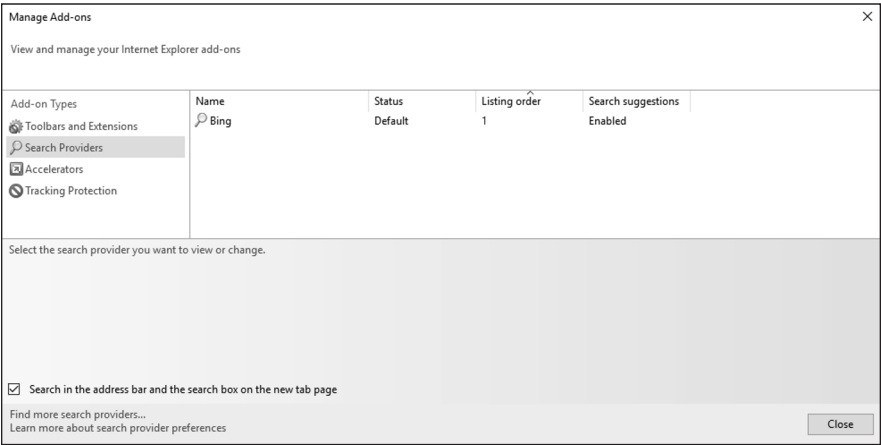 Manage Add-ons
View and manage your Internet Explorer add-ons
Add-on Types
Toolbars and Extensions
Search Providers
Accelerators
Tracking Protection
Name Status Listing order Search suggestions
Bing Default 1 Enabled
Select the search provider you want to view or change.
Search in the address bar and the search box on the new tab page
Find more search providers...
Learn more about search provider preferences
Close